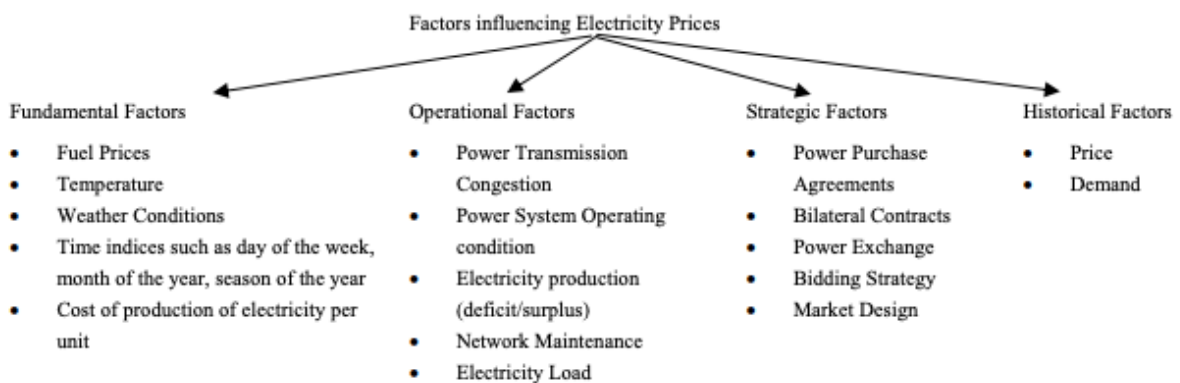 Factors influencing Electricity Prices
Fundamental Factors
• Fuel Prices
• Temperature
• Weather Conditions
• Time indices such as day of the week,
month of the year, season of the year
• Cost of production of electricity per
unit
Operational Factors
• Power Transmission
Congestion
• Power System Operating
condition
• Electricity production
(deficit/surplus)
• Network Maintenance
• Electricity Load
Strategic Factors
• Power Purchase
Agreements
• Bilateral Contracts
• Power Exchange
• Bidding Strategy
• Market Design
Historical Factors
• Price
• Demand